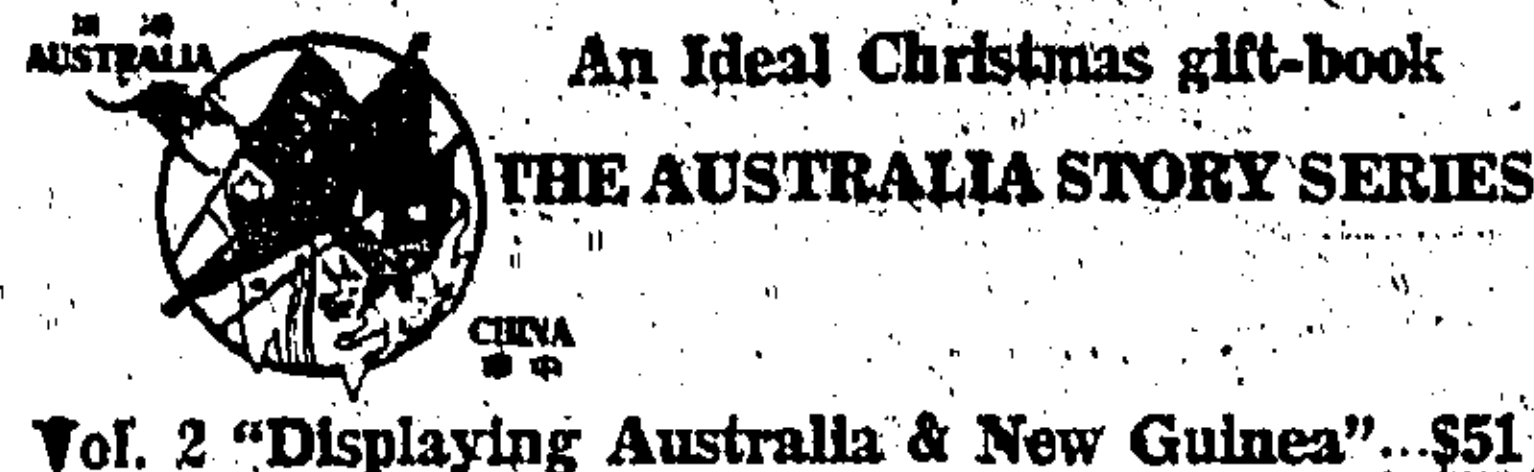 AUSTRALIA
An Ideal Christmas gift-book
THE AUSTRALIA STORY SERIES
CHINA
Vol. 2 “Displaying Australia & New Guinea”...$51